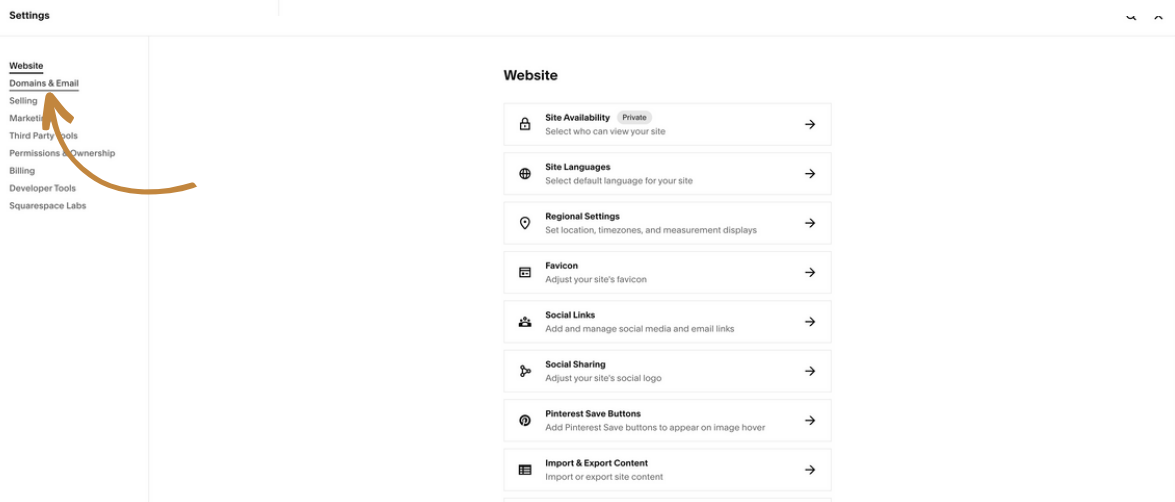 Settings
Website
Domains & Email
Selling
Marketing
Third Party Tools
Permissions & Ownership
Billing
Developer Tools
Squarespace Labs
Website
Site Availability Private
Select who can view your site
Site Languages
Select default language for your site
Regional Settings
Set location, timezones, and measurement displays
Favicon
Adjust your site's favicon
Social Links
Add and manage social media and email links
Social Sharing
Adjust your site's social logo
Pinterest Save Buttons
Add Pinterest Save buttons to appear on image hover
Import & Export Content
Import or export site content